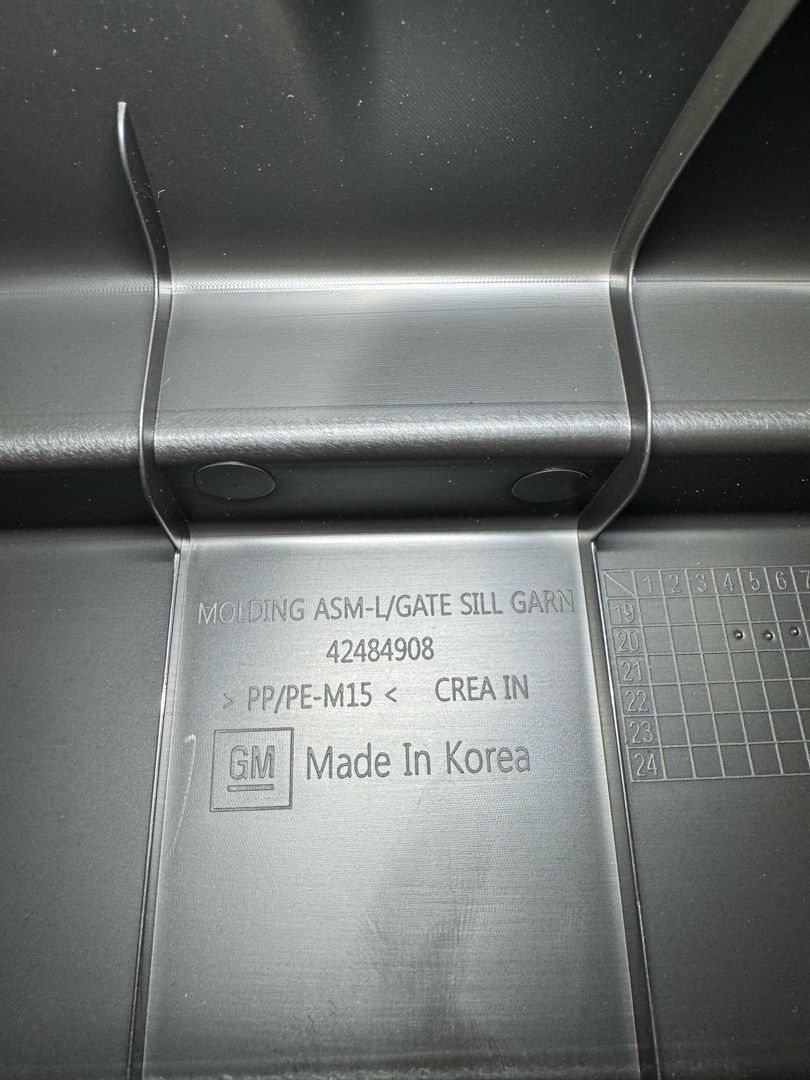 MOLDING ASM-L/GATE SILL GARN
42484908
> PP/PE-M15 < CREA IN
GM Made In Korea
1 2 3 4 5 6 7
19
20
21
22
23
24